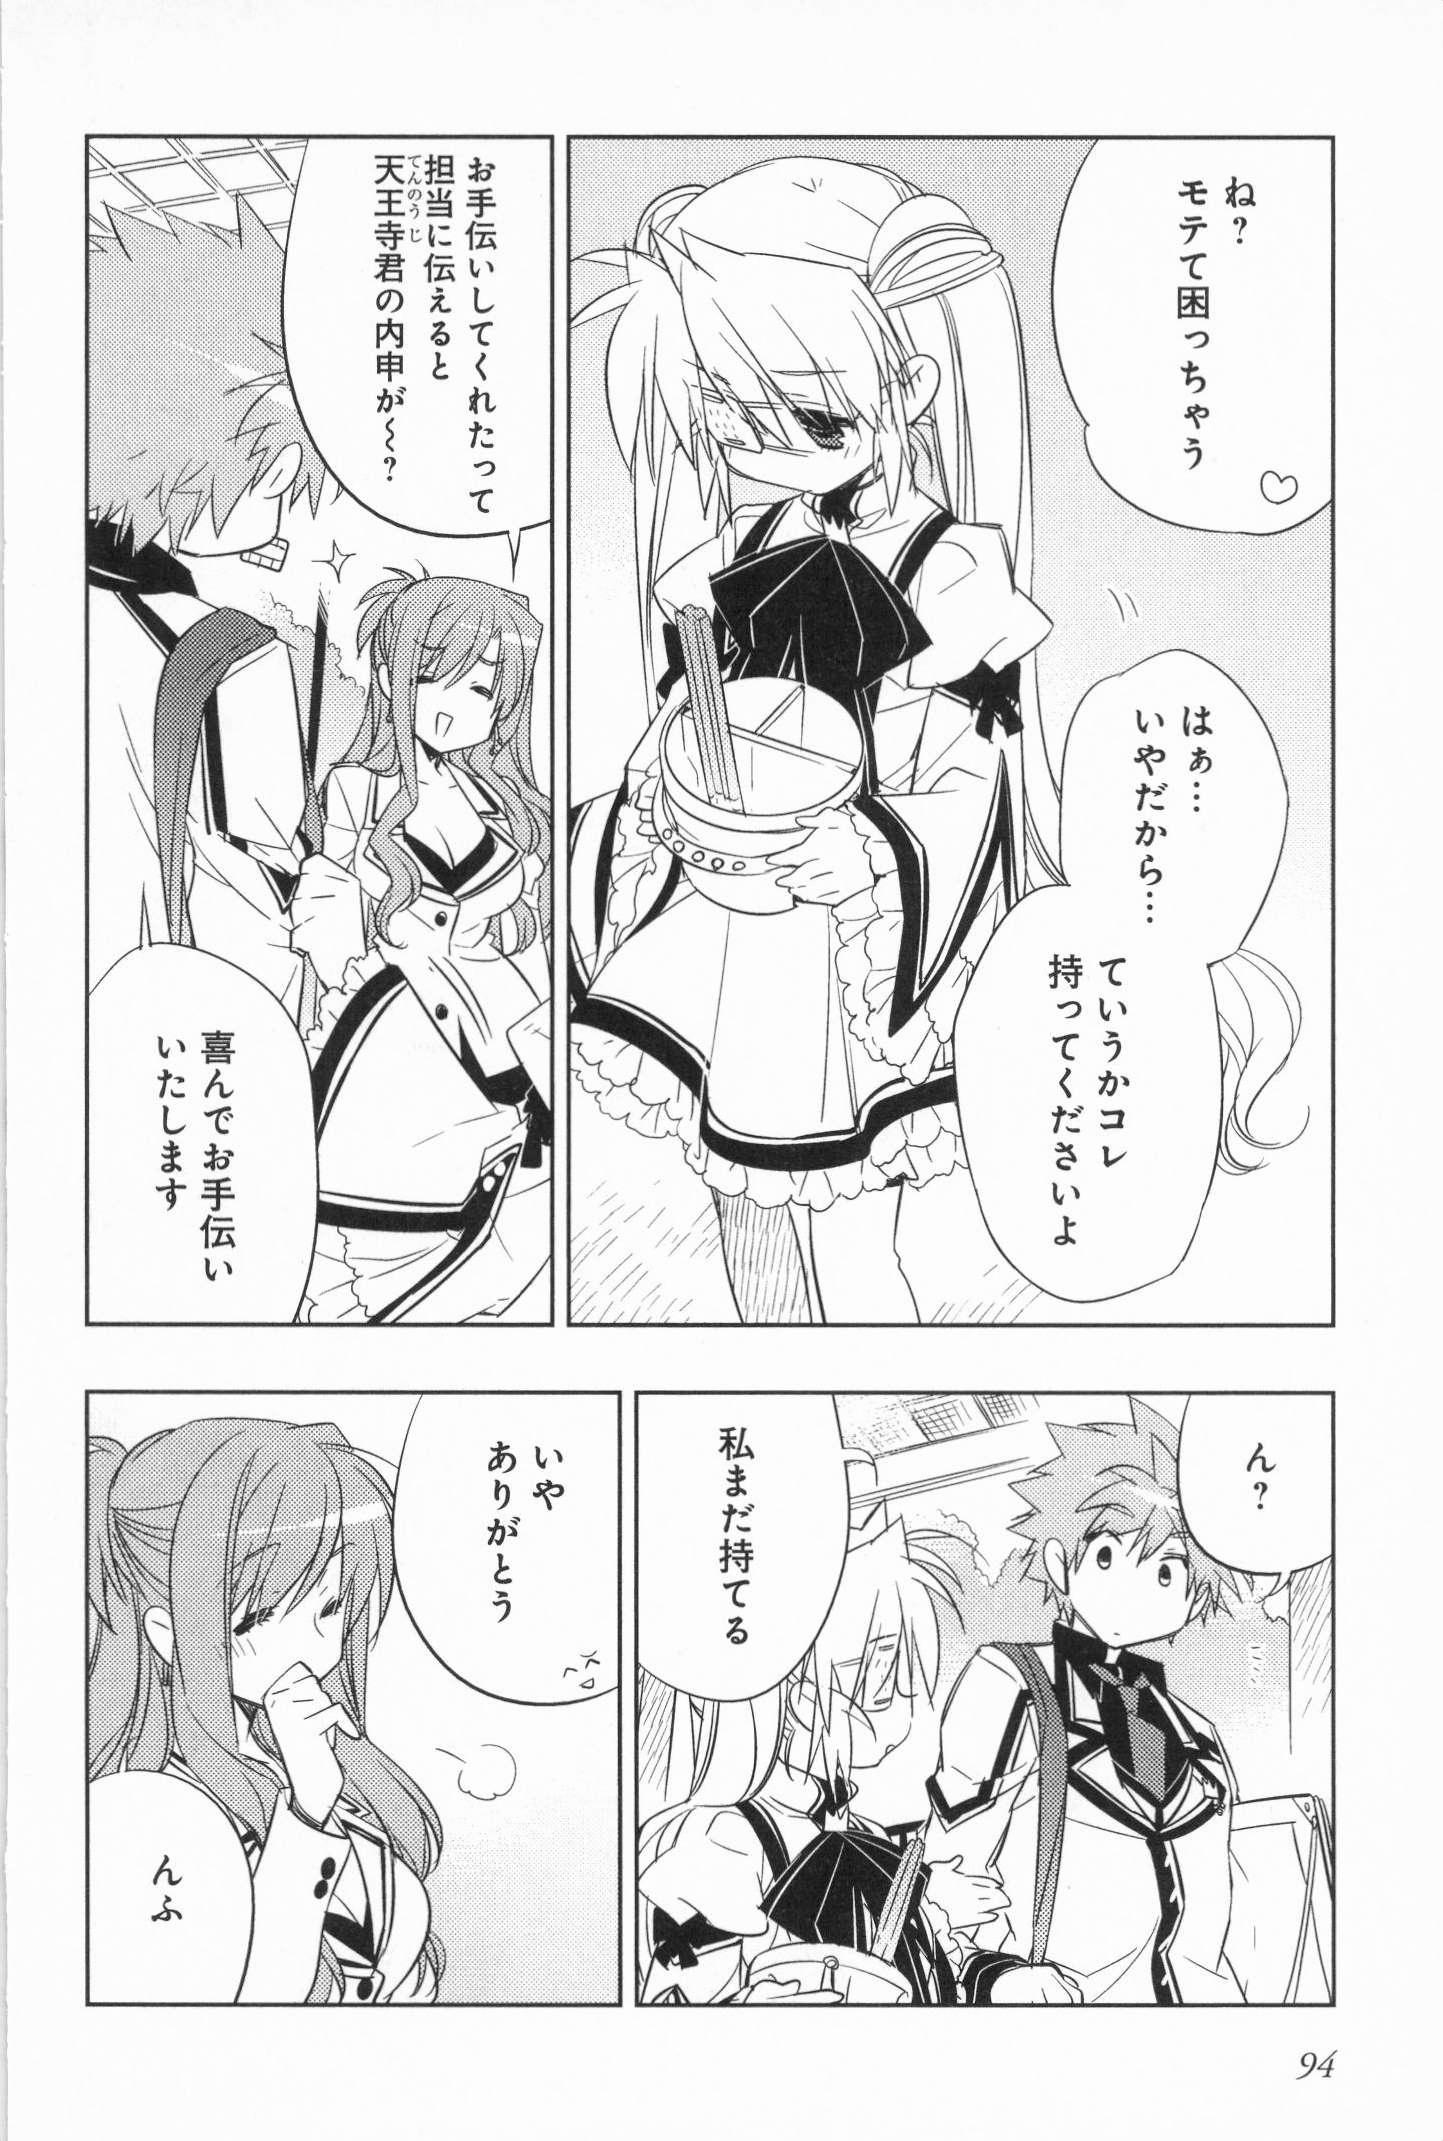 ね?
モテて困っちゃう
♡
はぁ…
いやだから…
ていうかコレ
持ってくださいよ
お手伝いしてくれたって
担当に伝えると
天王寺君の内申が〜?
てんのうじ
喜んでお手伝い
いたします
ん?
私まだ持てる
いや
ありがとう
んふ
94